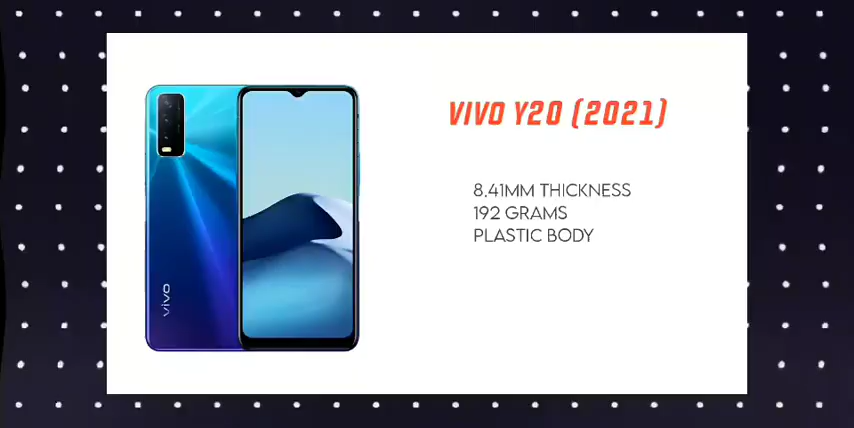 VIVO Y20 (2021)
8.41MM THICKNESS
192 GRAMS
PLASTIC BODY
vivo